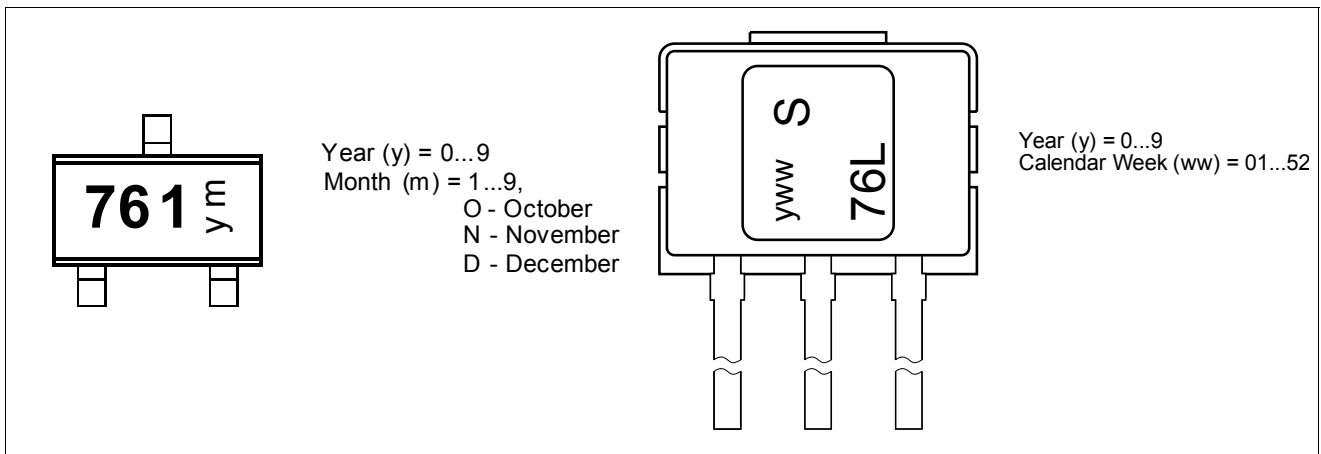 761
y m
Year (y) = 0...9
Month (m) = 1...9,
O - October
N - November
D - December
yww S
76L
Year (y) = 0...9
Calendar Week (ww) = 01...52